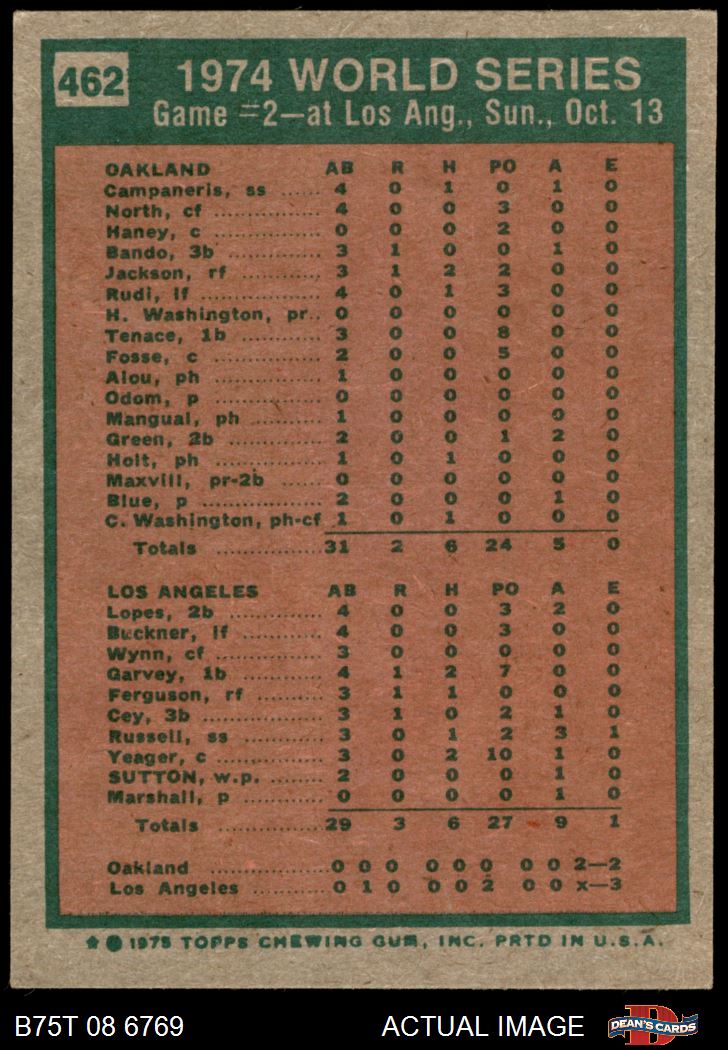 462
1974 WORLD SERIES
Game #2—at Los Ang., Sun., Oct. 13
OAKLAND AB R H PO A E
Campaneris, ss ...... 4 0 1 0 1 0
North, cf ............... 4 0 0 3 0 0
Haney, c ............... 0 0 0 2 0 0
Bando, 3b ............ 3 1 0 0 1 0
Jackson, rf ............ 3 1 2 2 0 0
Rudi, lf .................. 4 0 1 3 0 0
H. Washington, pr.. 0 0 0 0 0 0
Tenace, 1b ............ 3 0 0 8 0 0
Fosse, c ............... 2 0 0 5 0 0
Alou, ph ............... 1 0 0 0 0 0
Odom, p ............... 0 0 0 0 0 0
Mangual, ph ......... 1 0 0 0 0 0
Green, 2b ............ 2 0 0 1 2 0
Holt, ph ............... 1 0 1 0 0 0
Maxvill, pr-2b ...... 0 0 0 0 0 0
Blue, p .................. 2 0 0 0 1 0
C. Washington, ph-cf 1 0 1 0 0 0
Totals ............... 31 2 6 24 5 0
LOS ANGELES AB R H PO A E
Lopes, 2b ............ 4 0 0 3 2 0
Buckner, lf ............ 4 0 0 3 0 0
Wynn, cf ............... 3 0 0 0 0 0
Garvey, 1b ............ 4 1 2 7 0 0
Ferguson, rf ......... 3 1 1 0 0 0
Cey, 3b ............... 3 1 0 2 1 0
Russell, ss ............ 3 0 1 2 3 1
Yeager, c ............ 3 0 2 10 1 0
SUTTON, w.p. ...... 2 0 0 0 1 0
Marshall, p ......... 0 0 0 0 1 0
Totals ............... 29 3 6 27 9 1
Oakland ............... 0 0 0 0 0 0 0 0 2—2
Los Angeles ......... 0 1 0 0 0 2 0 0 x—3
★ © 1975 TOPPS CHEWING GUM, INC. PRTD IN U.S.A.
B75T 08 6769 ACTUAL IMAGE
D
DEAN'S CARDS